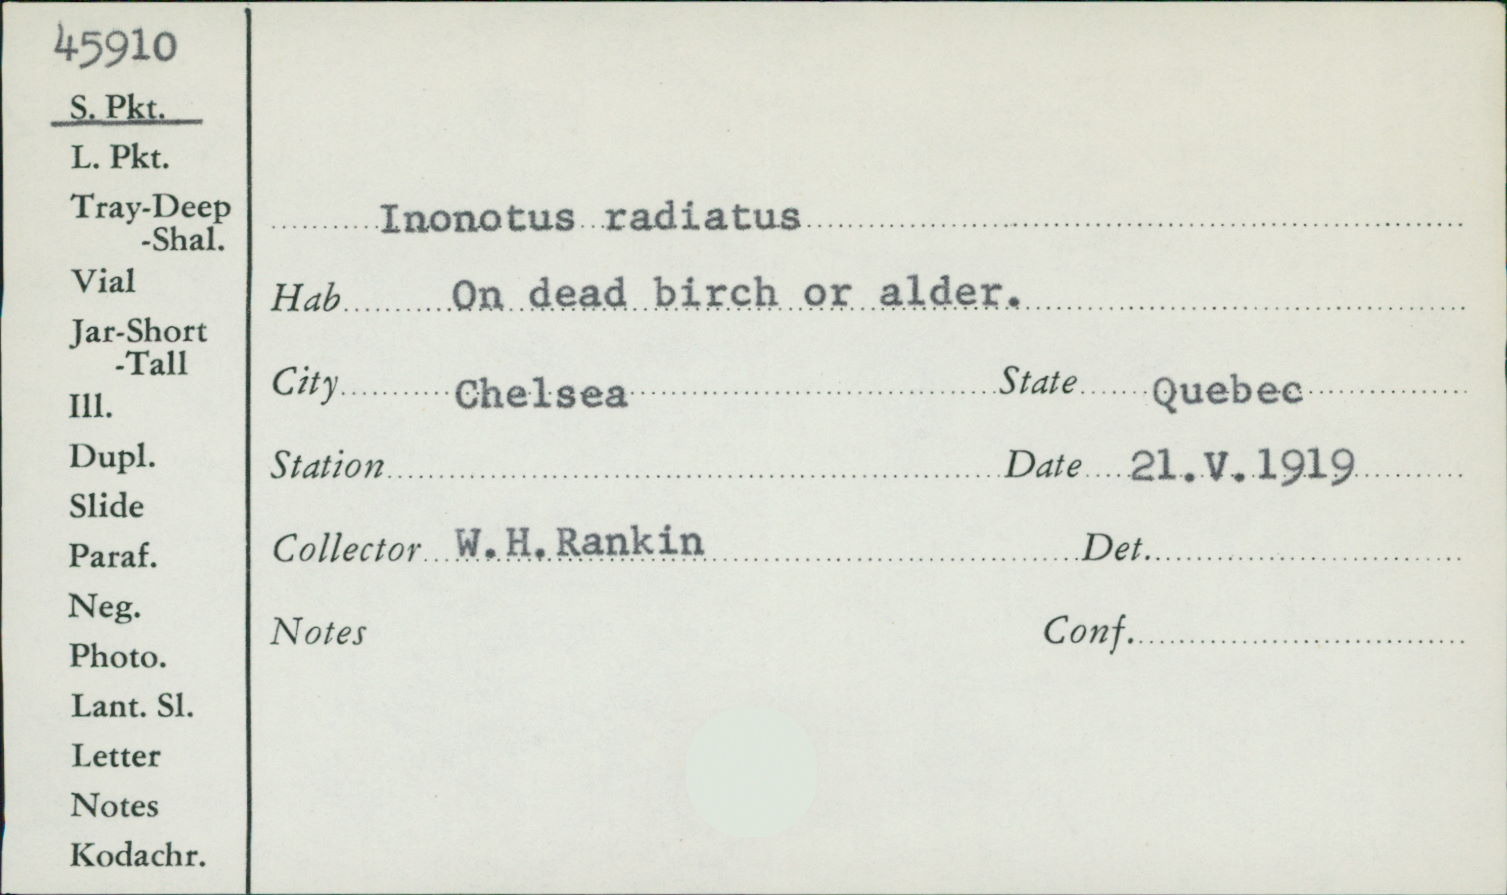 45910
S. Pkt.
L. Pkt.
Tray-Deep
-Shal.
Vial
Jar-Short
-Tall
Ill.
Dupl.
Slide
Paraf.
Neg.
Photo.
Lant. Sl.
Letter
Notes
Kodachr.
Inonotus radiatus
Hab On dead birch or alder.
City Chelsea State Quebec
Station Date 21.V.1919
Collector W.H.Rankin Det.
Notes Conf.